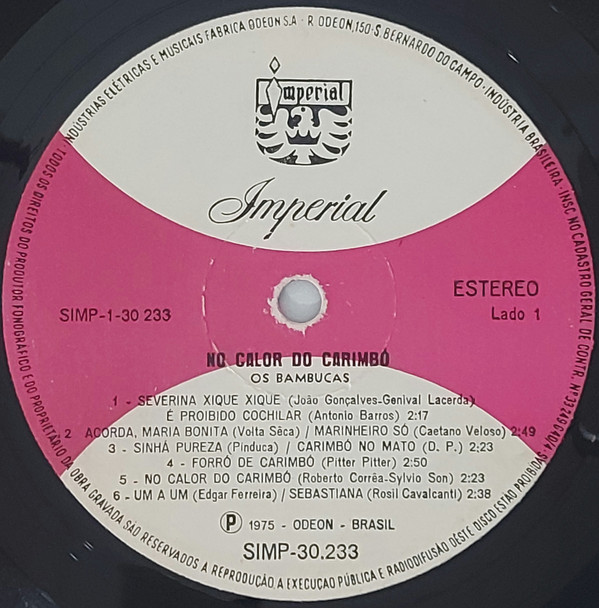 INDÚSTRIAS ELÉTRICAS E MUSICAIS FABRICA ODEON S.A · R. ODEON, 150 · S. BERNARDO DO CAMPO · INDÚSTRIA BRASILEIRA · INSC NO CADASTRO GERAL DE CONTR. Nº
Imperial
Imperial
SIMP-1-30 233
ESTEREO
Lado 1
NO CALOR DO CARIMBÓ
OS BAMBUCAS
1 - SEVERINA XIQUE XIQUE (João Gonçalves-Genival Lacerda)
É PROIBIDO COCHILAR (Antonio Barros) 2:17
2 ACORDA, MARIA BONITA (Volta Sêca) / MARINHEIRO SÓ (Caetano Veloso) 2:49
3 - SINHÁ PUREZA (Pinduca) / CARIMBÓ NO MATO (D. P.) 2:23
4 - FORRÓ DE CARIMBÓ (Pitter Pitter) 2:50
5 - NO CALOR DO CARIMBÓ (Roberto Corrêa-Sylvio Son) 2:23
6 - UM A UM (Edgar Ferreira) / SEBASTIANA (Rosil Cavalcanti) 2:38
Ⓟ 1975 - ODEON - BRASIL
SIMP-30.233
TODOS OS DIREITOS DO PRODUTOR FONOGRÁFICO E DO PROPRIETÁRIO DA OBRA GRAVADA SÃO RESERVADOS A REPRODUÇÃO, A EXECUÇAO PÚBLICA E RADIODIFUSÃO DÊSTE DISCO ESTÃO PROIBIDAS